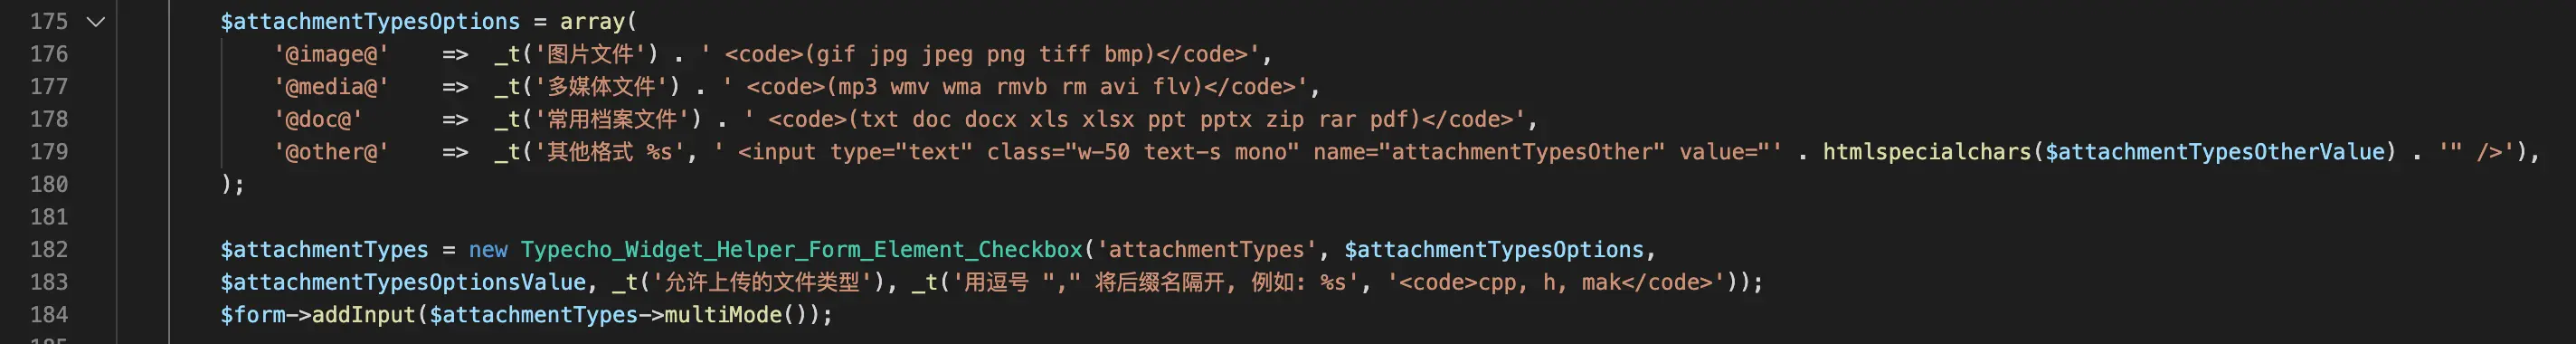 175 $attachmentTypesOptions = array(
176 '@image@' => _t('图片文件') . ' <code>(gif jpg jpeg png tiff bmp)</code>',
177 '@media@' => _t('多媒体文件') . ' <code>(mp3 wmv wma rmvb rm avi flv)</code>',
178 '@doc@' => _t('常用档案文件') . ' <code>(txt doc docx xls xlsx ppt pptx zip rar pdf)</code>',
179 '@other@' => _t('其他格式 %s', ' <input type="text" class="w-50 text-s mono" name="attachmentTypesOther" value="' . htmlspecialchars($attachmentTypesOtherValue) . '" />'),
180 );
181
182 $attachmentTypes = new Typecho_Widget_Helper_Form_Element_Checkbox('attachmentTypes', $attachmentTypesOptions,
183 $attachmentTypesOptionsValue, _t('允许上传的文件类型'), _t('用逗号 "," 将后缀名隔开, 例如: %s', '<code>cpp, h, mak</code>'));
184 $form->addInput($attachmentTypes->multiMode());